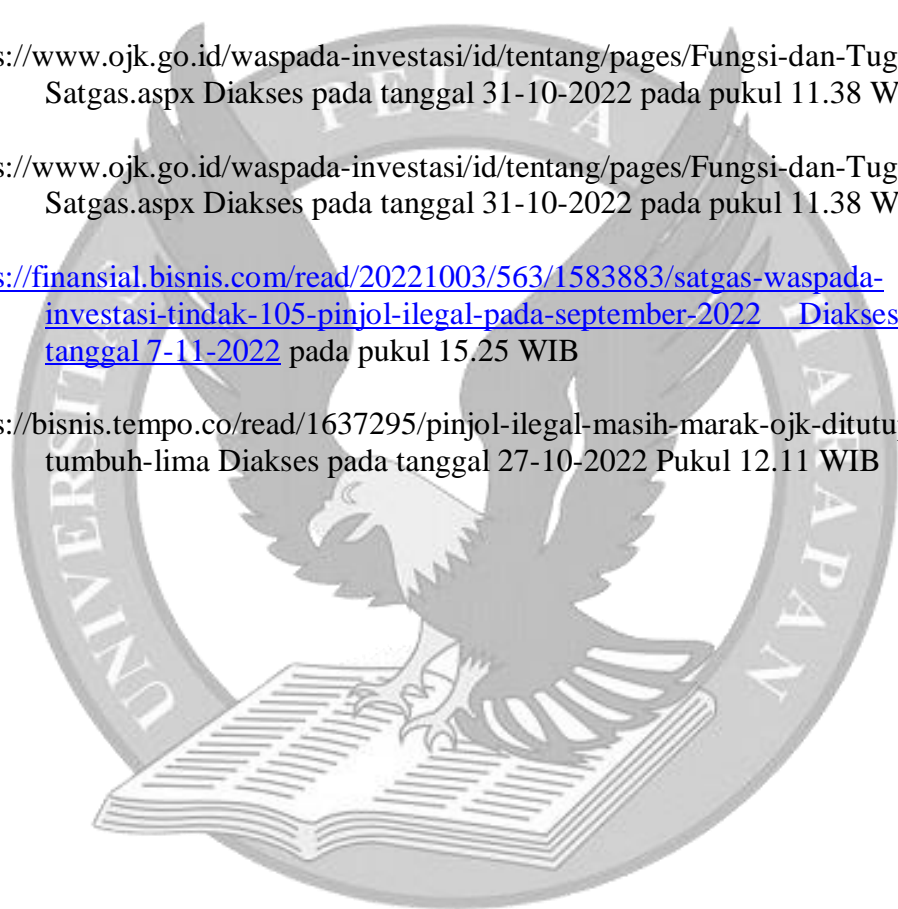 s://www.ojk.go.id/waspada-investasi/id/tentang/pages/Fungsi-dan-Tug
Satgas.aspx Diakses pada tanggal 31-10-2022 pada pukul 11.38 W
s://www.ojk.go.id/waspada-investasi/id/tentang/pages/Fungsi-dan-Tug
Satgas.aspx Diakses pada tanggal 31-10-2022 pada pukul 11.38 W
s://finansial.bisnis.com/read/20221003/563/1583883/satgas-waspada-
investasi-tindak-105-pinjol-ilegal-pada-september-2022 Diakses
tanggal 7-11-2022 pada pukul 15.25 WIB
s://bisnis.tempo.co/read/1637295/pinjol-ilegal-masih-marak-ojk-ditutu
tumbuh-lima Diakses pada tanggal 27-10-2022 Pukul 12.11 WIB
UNIVERSITAS PELITA HARAPAN